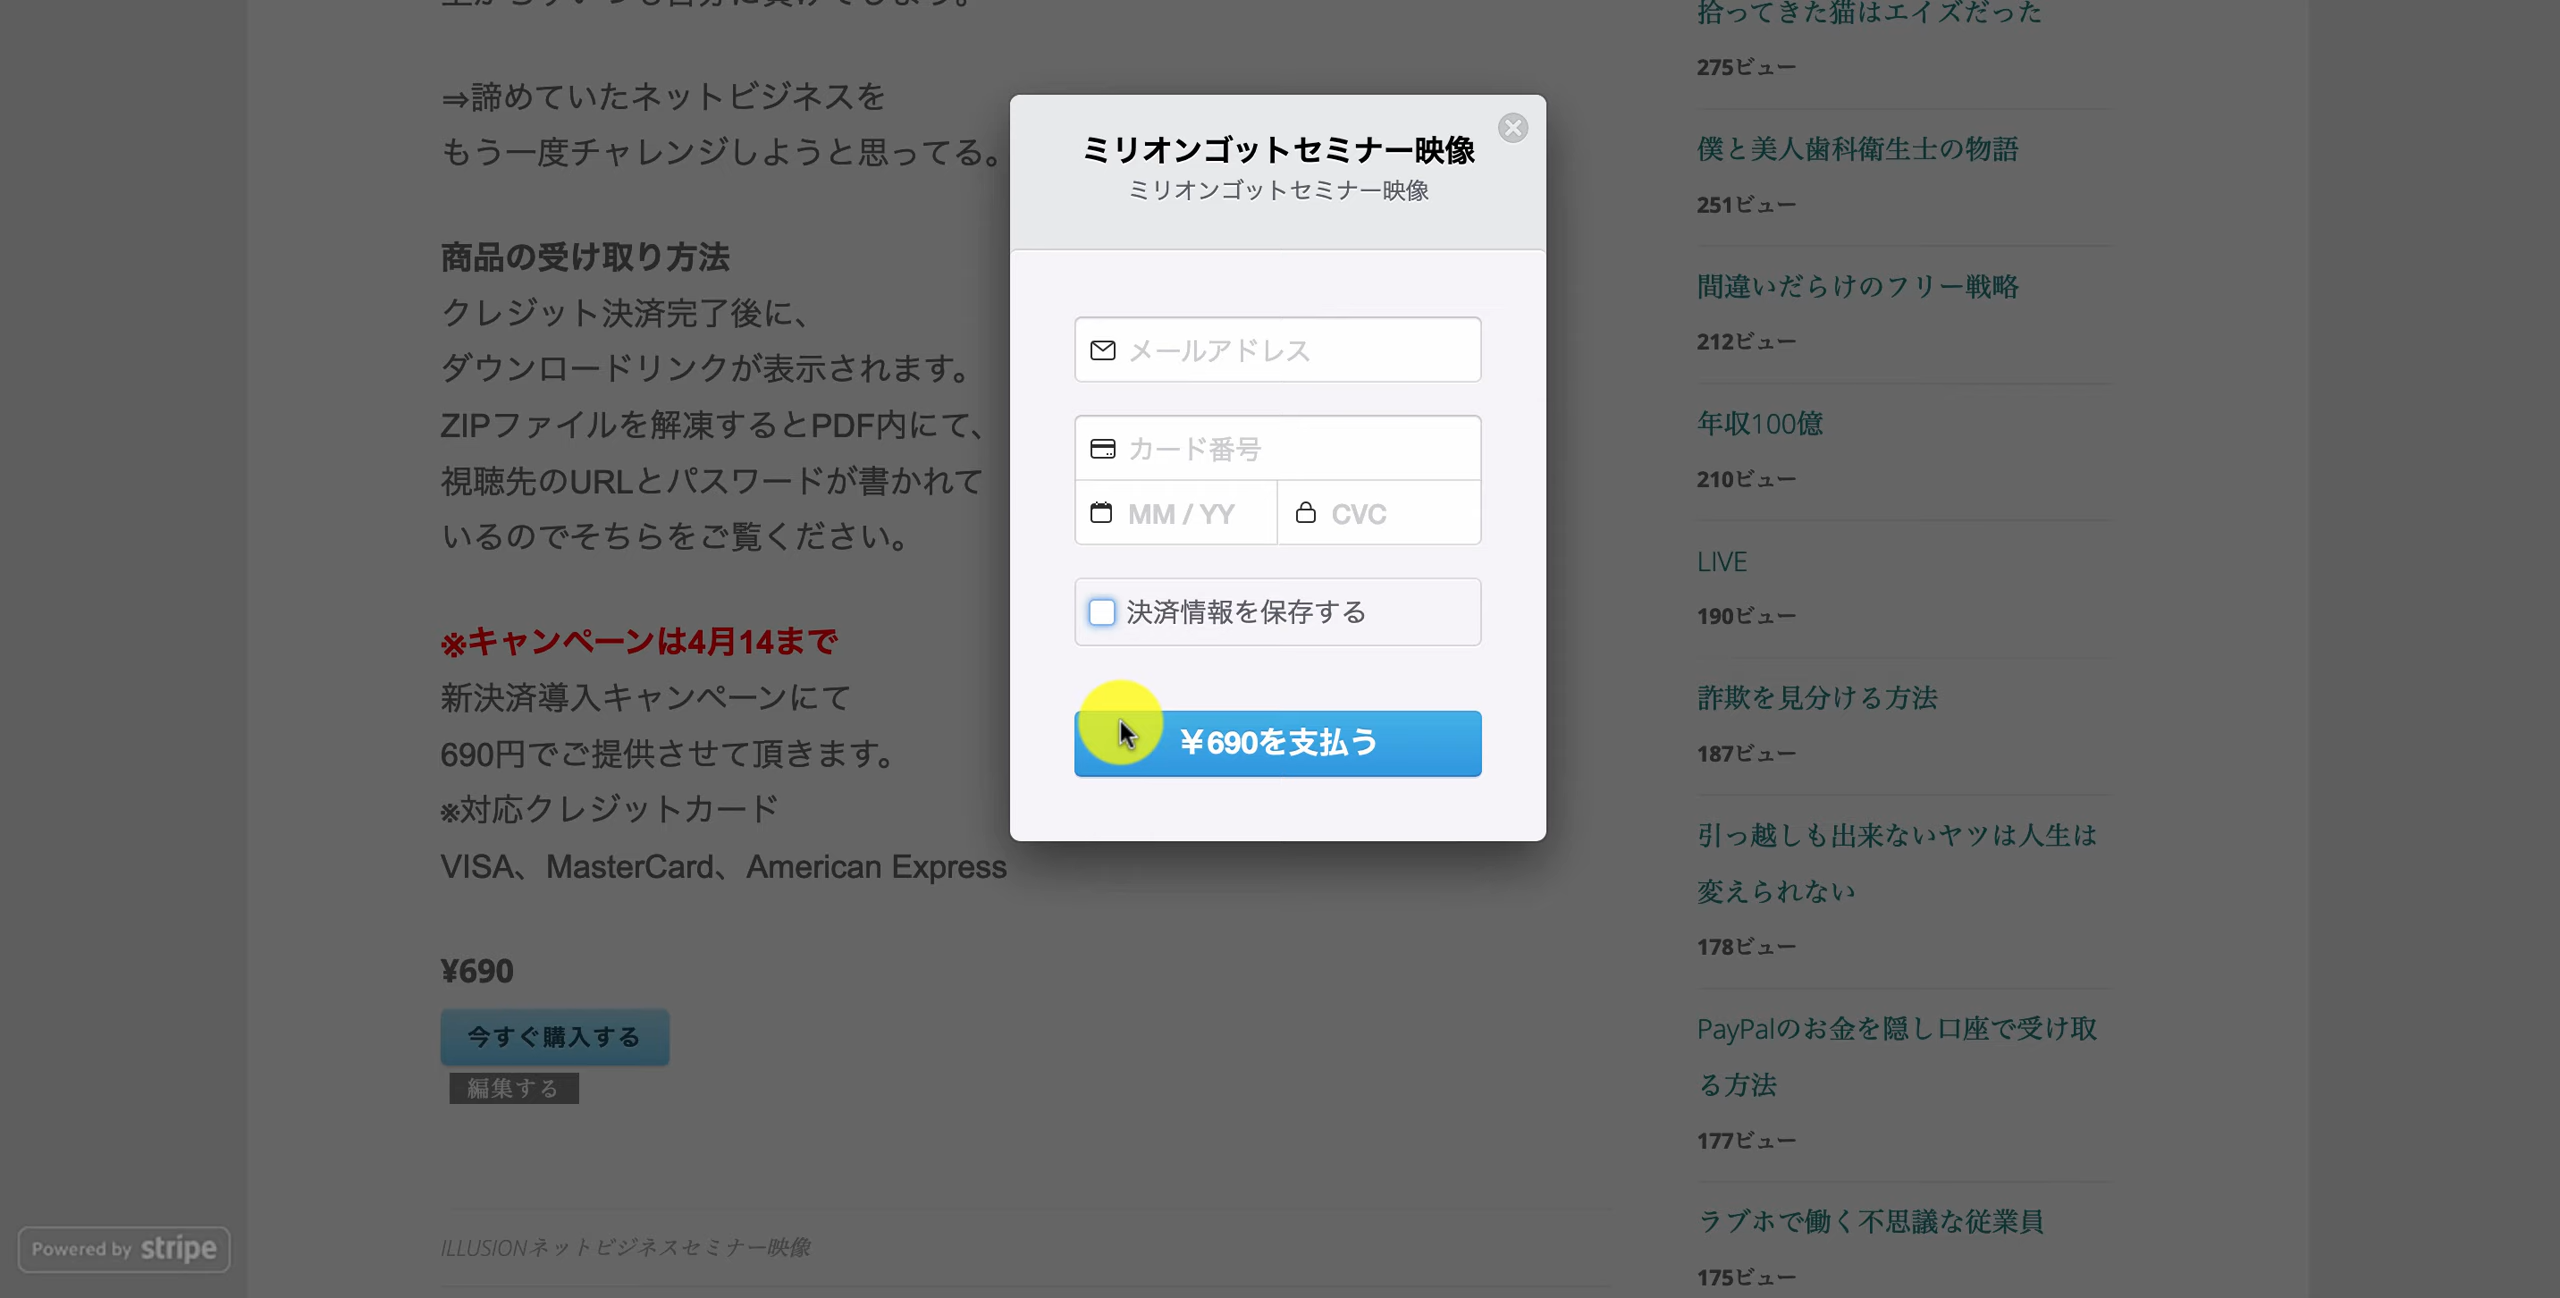 ⇒諦めていたネットビジネスを
もう一度チャレンジしようと思ってる。
商品の受け取り方法
クレジット決済完了後に、
ダウンロードリンクが表示されます。
ZIPファイルを解凍するとPDF内にて、
視聴先のURLとパスワードが書かれて
いるのでそちらをご覧ください。
※キャンペーンは4月14まで
新決済導入キャンペーンにて
690円でご提供させて頂きます。
※対応クレジットカード
VISA、MasterCard、American Express
¥690
今すぐ購入する
編集する
ILLUSIONネットビジネスセミナー映像
Powered by stripe
ミリオンゴットセミナー映像
ミリオンゴットセミナー映像
メールアドレス
カード番号
MM / YY
CVC
決済情報を保存する
￥690を支払う
拾ってきた猫はエイズだった
275ビュー
僕と美人歯科衛生士の物語
251ビュー
間違いだらけのフリー戦略
212ビュー
年収100億
210ビュー
LIVE
190ビュー
詐欺を見分ける方法
187ビュー
引っ越しも出来ないヤツは人生は
変えられない
178ビュー
PayPalのお金を隠し口座で受け取
る方法
177ビュー
ラブホで働く不思議な従業員
175ビュー